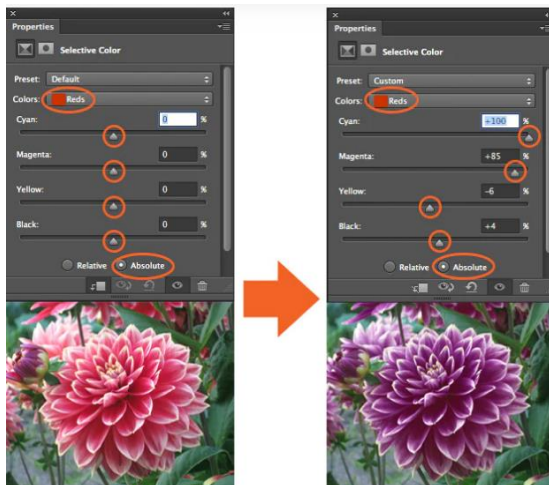 Properties
Selective Color
Preset: Default
Colors: Reds
Cyan: 0 %
Magenta: 0 %
Yellow: 0 %
Black: 0 %
Relative Absolute
Properties
Selective Color
Preset: Custom
Colors: Reds
Cyan: +100 %
Magenta: +85 %
Yellow: -6 %
Black: +4 %
Relative Absolute